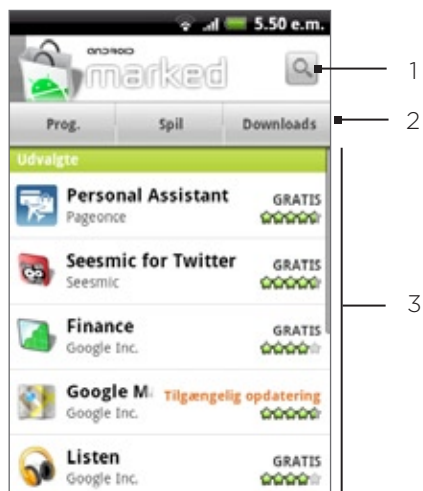 5.50 e.m.
ANDROID
marked
1
Prog. Spil Downloads
2
Udvalgte
Personal Assistant GRATIS
Pageonce
Seesmic for Twitter GRATIS
Seesmic
3
Finance GRATIS
Google Inc.
Google M Tilgængelig opdatering
Google Inc.
Listen GRATIS
Google Inc.